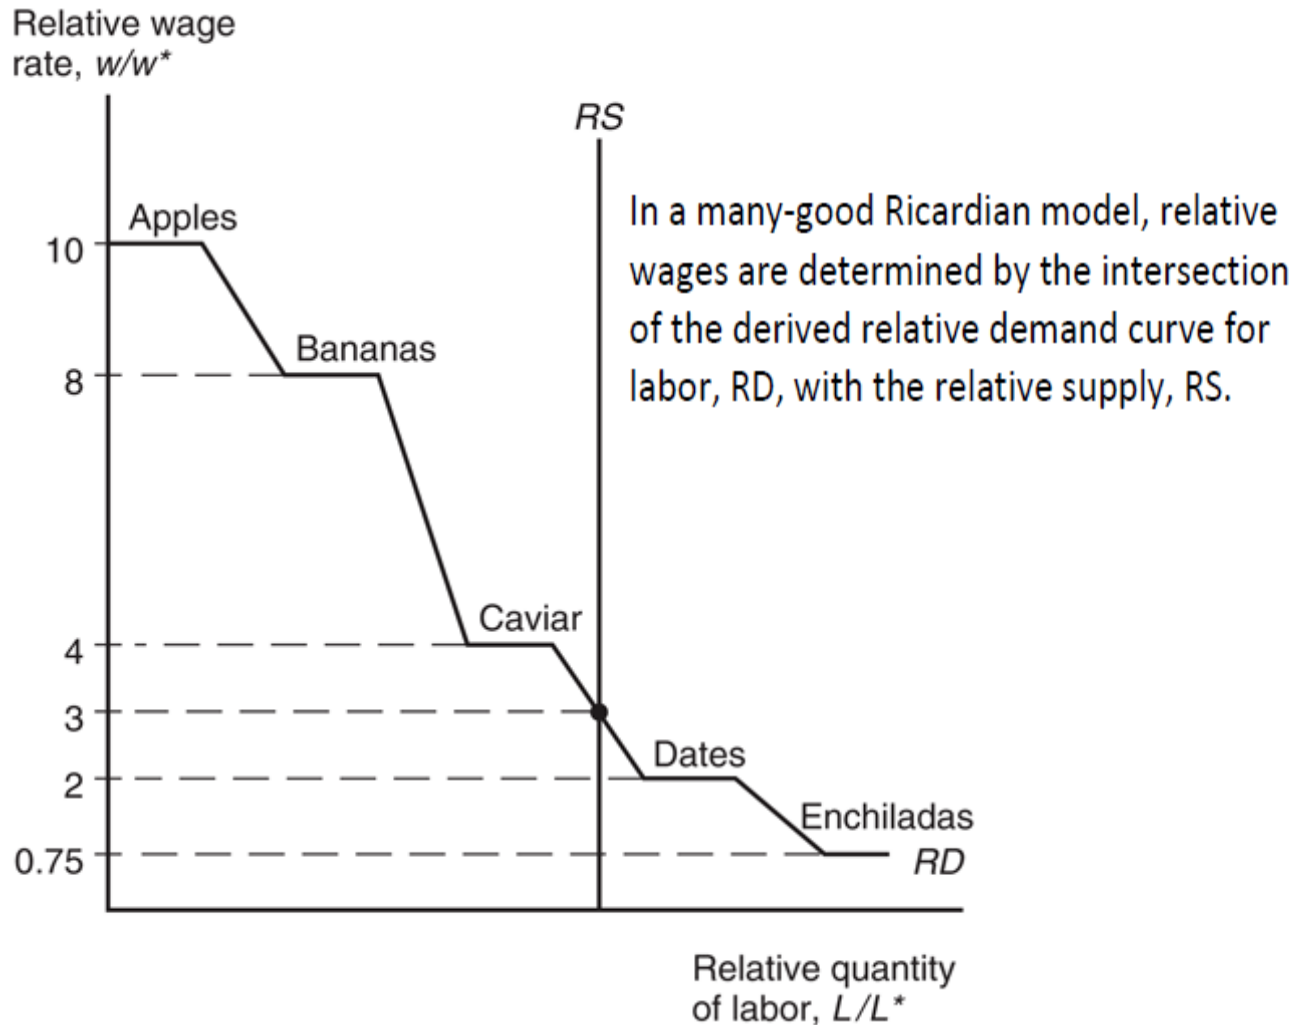 Relative wage
rate, w/w*
RS
Apples
In a many-good Ricardian model, relative
wages are determined by the intersection
of the derived relative demand curve for
labor, RD, with the relative supply, RS.
10
Bananas
8
Caviar
4
3
Dates
2
Enchiladas
0.75
RD
Relative quantity
of labor, L/L*